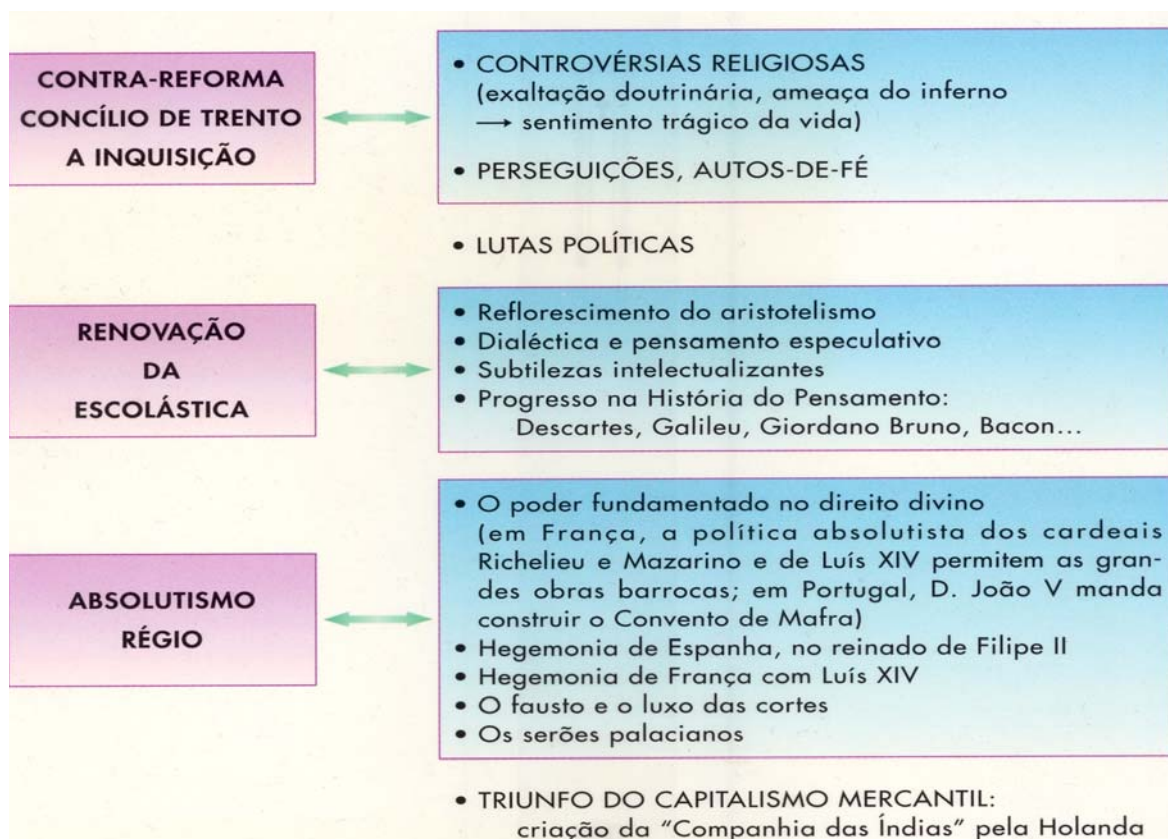 CONTRA-REFORMA
CONCÍLIO DE TRENTO
A INQUISIÇÃO
• CONTROVÉRSIAS RELIGIOSAS
(exaltação doutrinária, ameaça do inferno
→ sentimento trágico da vida)
• PERSEGUIÇÕES, AUTOS-DE-FÉ
• LUTAS POLÍTICAS
RENOVAÇÃO
DA
ESCOLÁSTICA
• Reflorescimento do aristotelismo
• Dialéctica e pensamento especulativo
• Subtilezas intelectualizantes
• Progresso na História do Pensamento:
Descartes, Galileu, Giordano Bruno, Bacon...
ABSOLUTISMO
RÉGIO
• O poder fundamentado no direito divino
(em França, a política absolutista dos cardeais
Richelieu e Mazarino e de Luís XIV permitem as gran-
des obras barrocas; em Portugal, D. João V manda
construir o Convento de Mafra)
• Hegemonia de Espanha, no reinado de Filipe II
• Hegemonia de França com Luís XIV
• O fausto e o luxo das cortes
• Os serões palacianos
• TRIUNFO DO CAPITALISMO MERCANTIL:
criação da "Companhia das Índias" pela Holanda